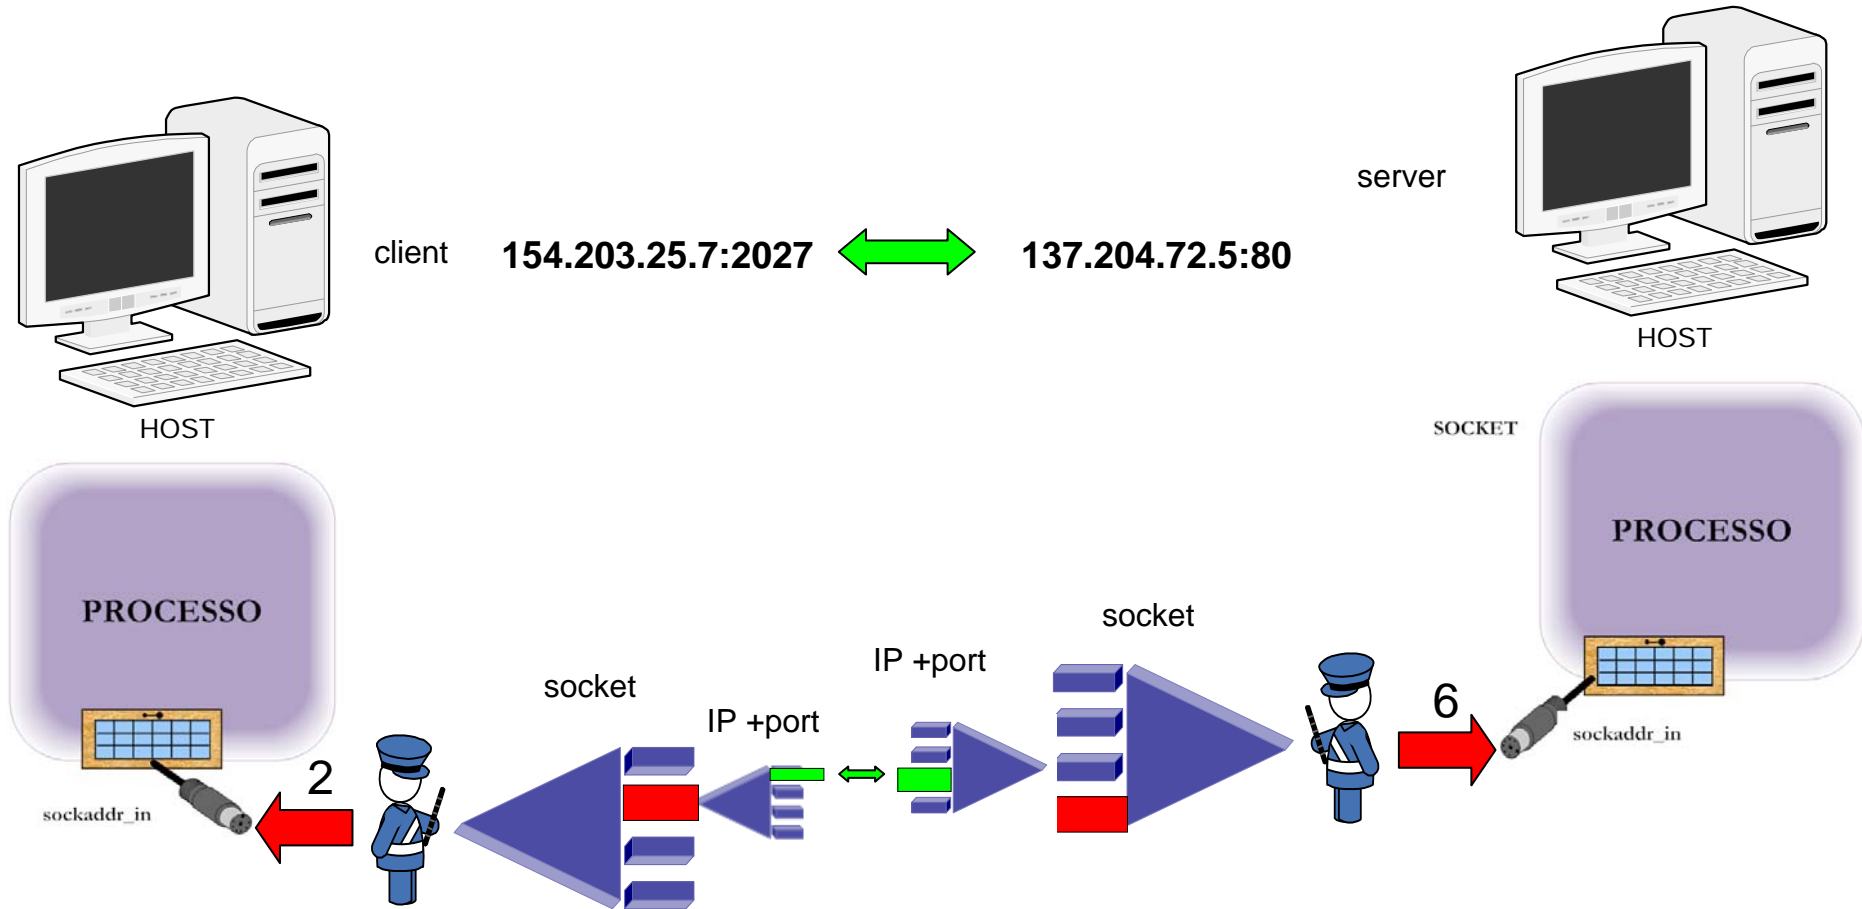 server
client
154.203.25.7:2027
137.204.72.5:80
HOST
HOST
SOCKET
PROCESSO
PROCESSO
socket
IP +port
socket
IP +port
6
sockaddr_in
2
sockaddr_in